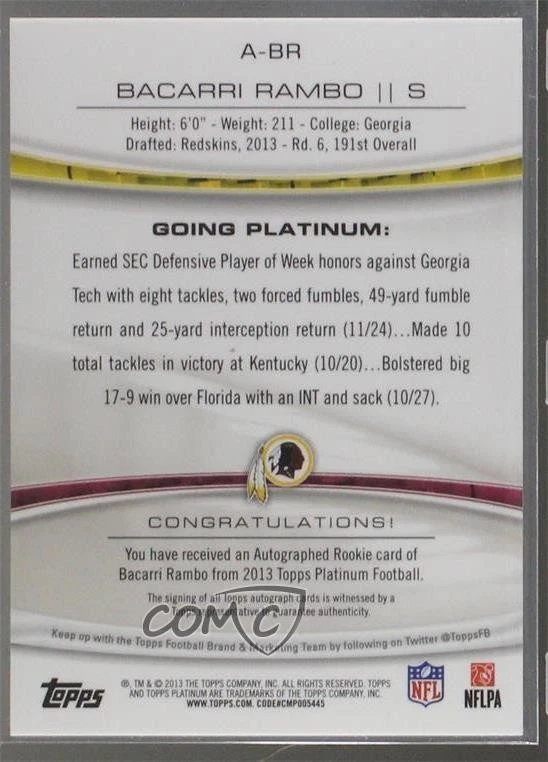 A-BR
BACARRI RAMBO || S
Height: 6'0" - Weight: 211 - College: Georgia
Drafted: Redskins, 2013 - Rd. 6, 191st Overall
GOING PLATINUM:
Earned SEC Defensive Player of Week honors against Georgia
Tech with eight tackles, two forced fumbles, 49-yard fumble
return and 25-yard interception return (11/24)...Made 10
total tackles in victory at Kentucky (10/20)...Bolstered big
17-9 win over Florida with an INT and sack (10/27).
CONGRATULATIONS!
You have received an Autographed Rookie card of
Bacarri Rambo from 2013 Topps Platinum Football.
The signing of all Topps autograph cards is witnessed by a
Topps representative to guarantee authenticity.
COMC
Keep up with the Topps Football Brand & Marketing Team by following on Twitter @ToppsFB
Topps
®, TM & © 2013 THE TOPPS COMPANY, INC. ALL RIGHTS RESERVED. TOPPS
AND TOPPS PLATINUM ARE TRADEMARKS OF THE TOPPS COMPANY, INC.
WWW.TOPPS.COM. CODE#CMP005445
NFL
NFLPA